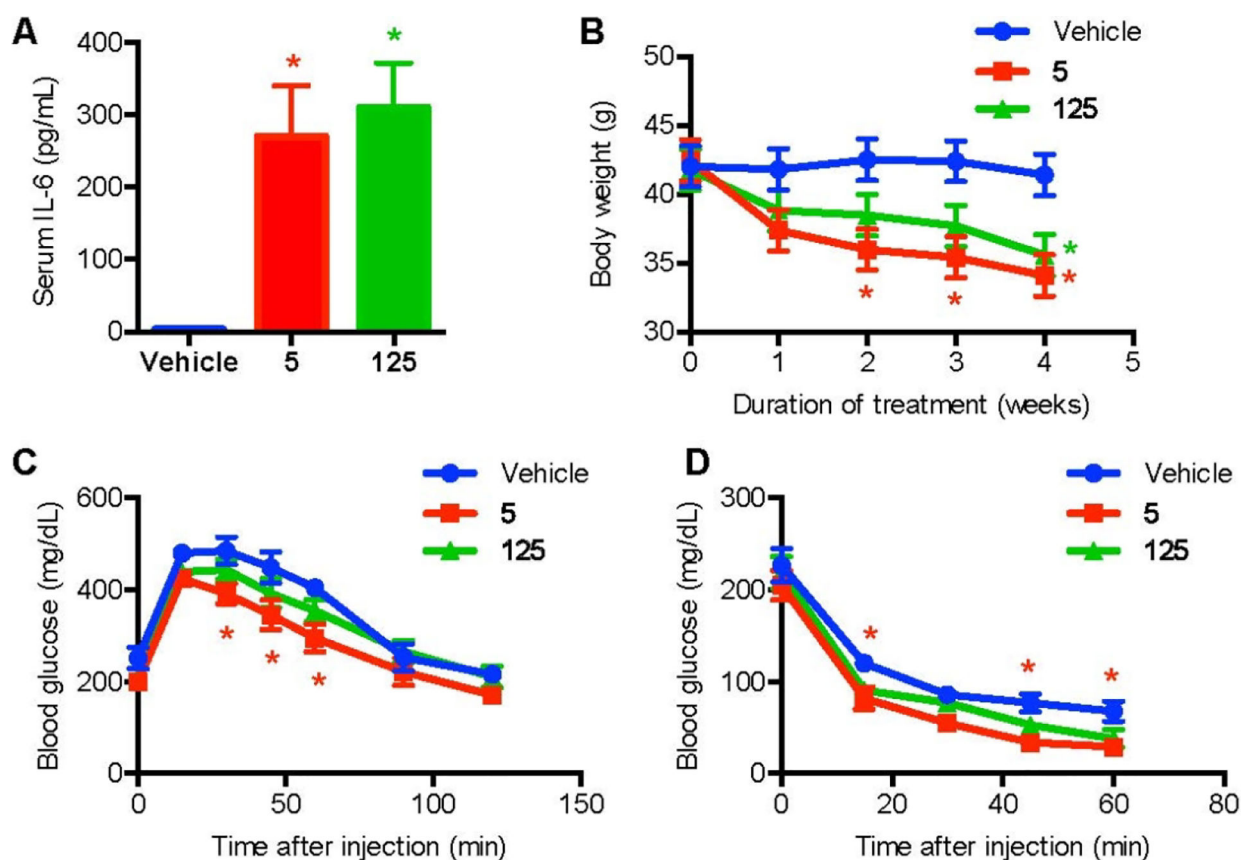 A
Serum IL-6 (pg/mL)
400
300
200
100
0
*
*
Vehicle 5 125
B
Vehicle
5
125
Body weight (g)
50
45
40
35
30
*
*
*
*
0 1 2 3 4 5
Duration of treatment (weeks)
C
Vehicle
5
125
Blood glucose (mg/dL)
600
400
200
0
*
*
*
0 50 100 150
Time after injection (min)
D
Vehicle
5
125
Blood glucose (mg/dL)
300
200
100
0
*
*
*
0 20 40 60 80
Time after injection (min)